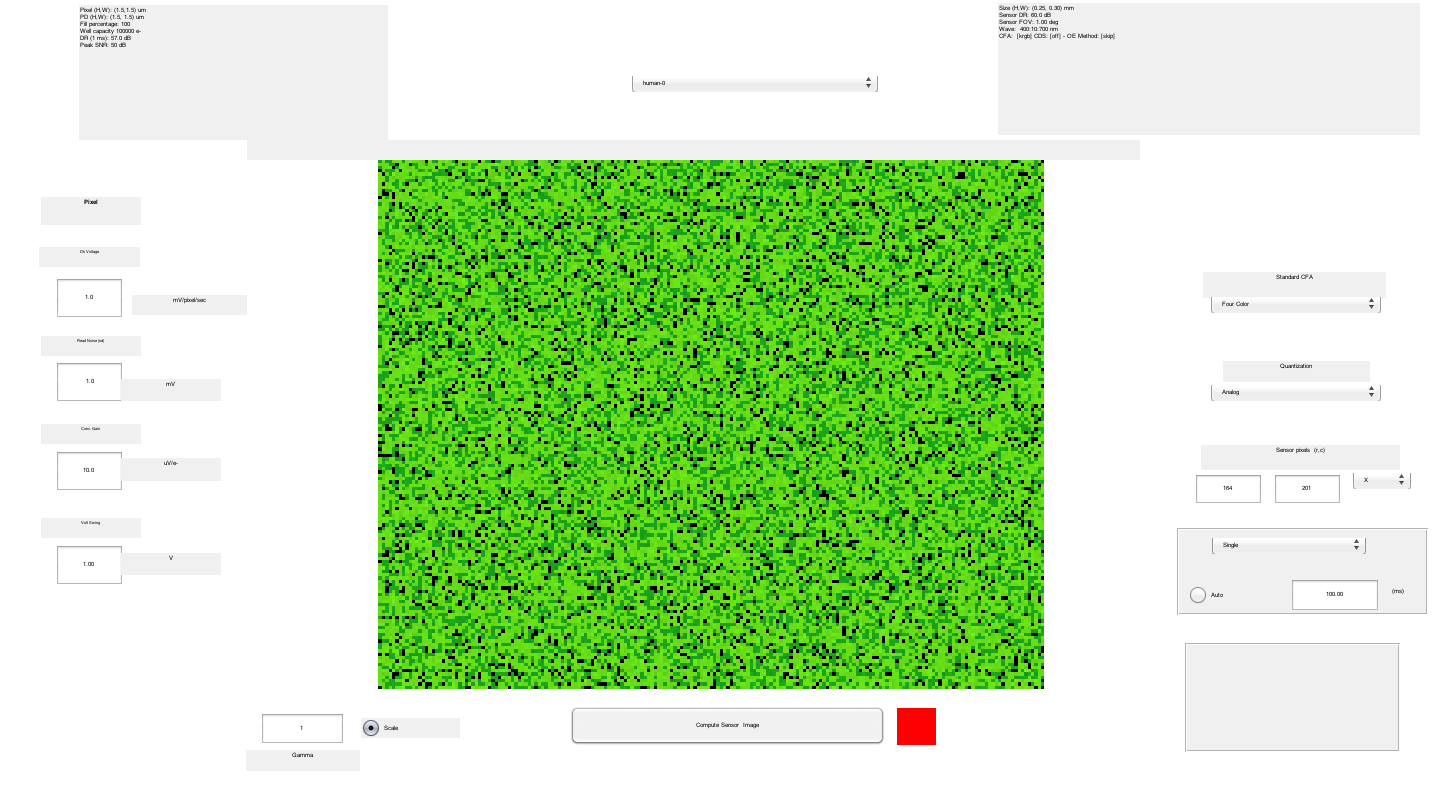 Pixel (H,W): (1.5,1.5) um
PD (H,W): (1.5, 1.5) um
Fill percentage: 100
Well capacity 100000 e-
DR (1 ms): 57.0 dB
Peak SNR: 50 dB
human-0
Size (H,W): (0.25, 0.30) mm
Sensor DR: 60.0 dB
Sensor FOV: 1.00 deg
Wave: 400:10:700 nm
CFA: [krgb] CDS: [off] - OE Method: [skip]
Pixel
Dk Voltage
1.0
mV/pixel/sec
Read Noise (sd)
1.0
mV
Conv. Gain
10.0
uV/e-
Volt Swing
1.00
V
Standard CFA
Four Color
Quantization
Analog
Sensor pixels (r,c)
164
201
X
Single
Auto
100.00
(ms)
1
Scale
Gamma
Compute Sensor Image